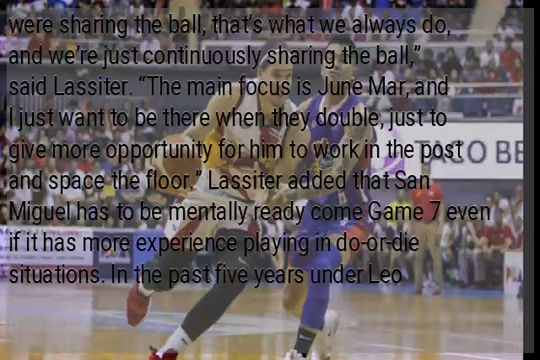 were sharing the ball, that's what we always do,
and we're just continuously sharing the ball,”
said Lassiter. “The main focus is June Mar, and
I just want to be there when they double, just to
give more opportunity for him to work in the post
and space the floor.” Lassiter added that San
Miguel has to be mentally ready come Game 7 even
if it has more experience playing in do-or-die
situations. In the past five years under Leo
CO BE